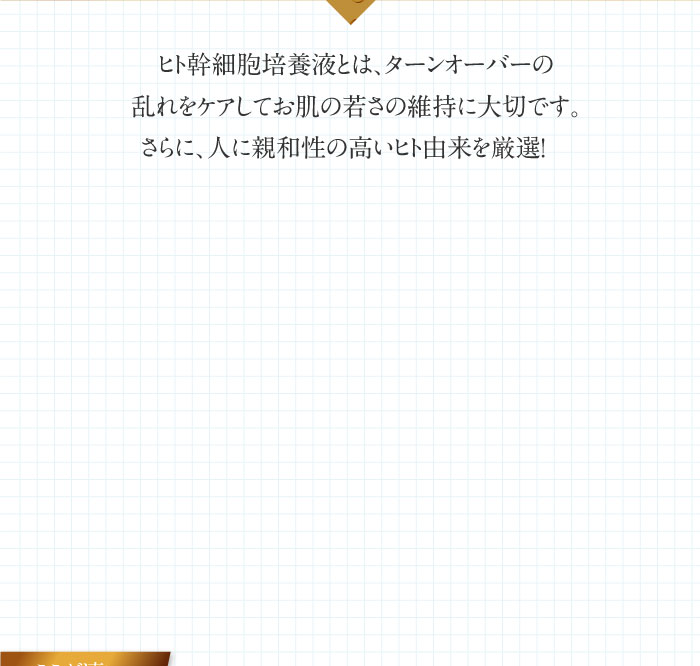 ヒト幹細胞培養液とは、ターンオーバーの
乱れをケアしてお肌の若さの維持に大切です。
さらに、人に親和性の高いヒト由来を厳選!